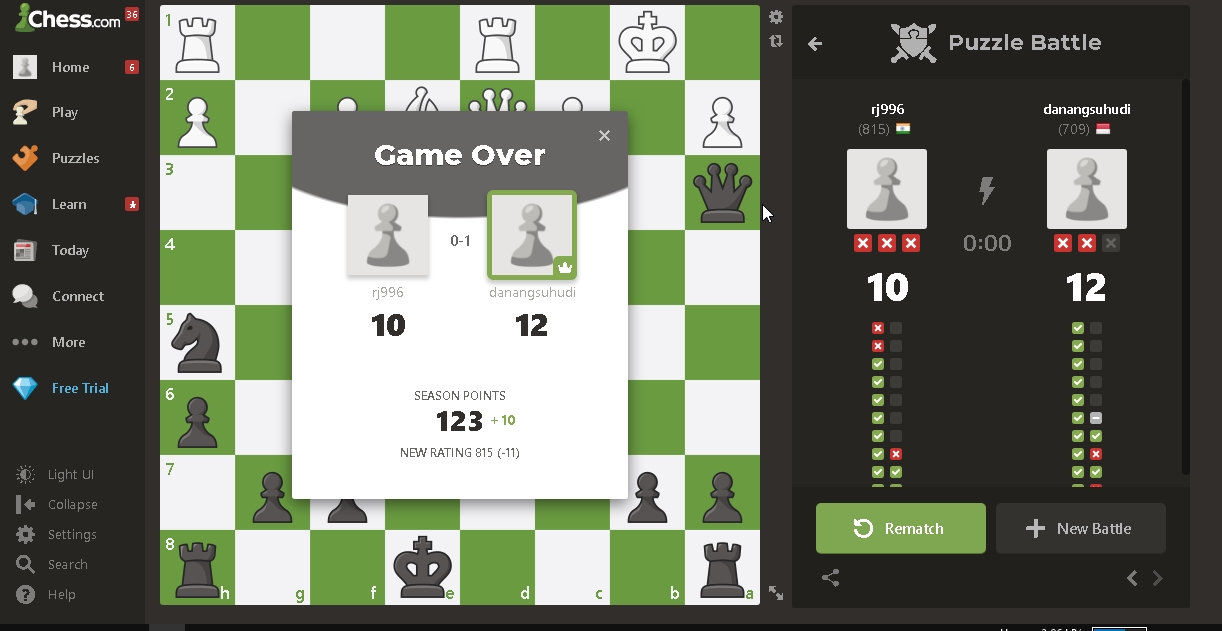 Chess.com 36
Home 6
Play
Puzzles
Learn
Today
Connect
More
Free Trial
Light UI
Collapse
Settings
Search
Help
1
2
3
4
5
6
7
8
h g f e d c b a
Game Over
0-1
rj996 danangsuhudi
10 12
SEASON POINTS
123 +10
NEW RATING 815 (-11)
Puzzle Battle
rj996 danangsuhudi
(815) (709)
0:00
10 12
Rematch New Battle